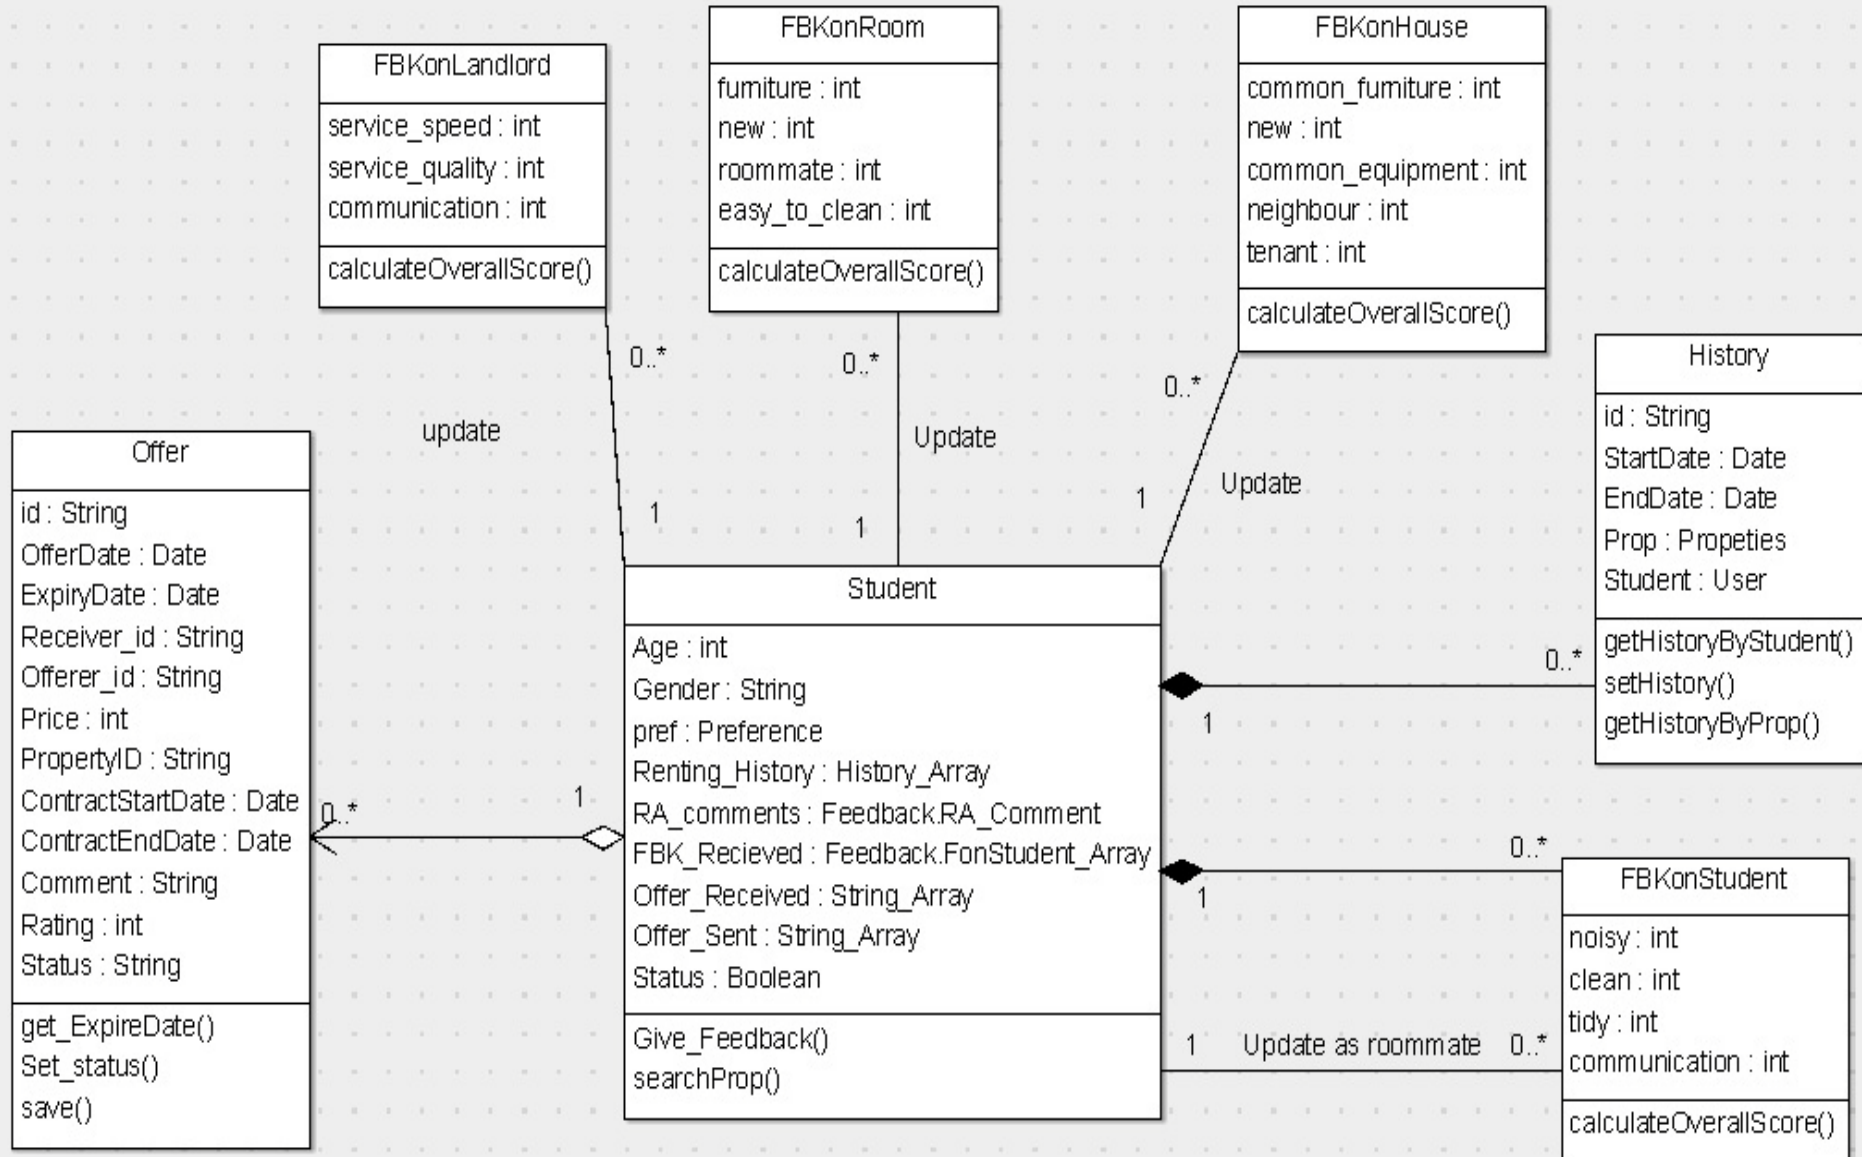 FBKonLandlord
service_speed : int
service_quality : int
communication : int
calculateOverallScore()
FBKonRoom
furniture : int
new : int
roommate : int
easy_to_clean : int
calculateOverallScore()
FBKonHouse
common_furniture : int
new : int
common_equipment : int
neighbour : int
tenant : int
calculateOverallScore()
0..*
update
1
0..*
Update
1
0..*
Update
1
History
id : String
StartDate : Date
EndDate : Date
Prop : Propeties
Student : User
getHistoryByStudent()
setHistory()
getHistoryByProp()
Offer
id : String
OfferDate : Date
ExpiryDate : Date
Receiver_id : String
Offerer_id : String
Price : int
PropertyID : String
ContractStartDate : Date
ContractEndDate : Date
Comment : String
Rating : int
Status : String
get_ExpireDate()
Set_status()
save()
0..*
1
Student
Age : int
Gender : String
pref : Preference
Renting_History : History_Array
RA_comments : Feedback.RA_Comment
FBK_Recieved : Feedback.FonStudent_Array
Offer_Received : String_Array
Offer_Sent : String_Array
Status : Boolean
Give_Feedback()
searchProp()
0..*
1
0..*
1
1 Update as roommate 0..*
FBKonStudent
noisy : int
clean : int
tidy : int
communication : int
calculateOverallScore()